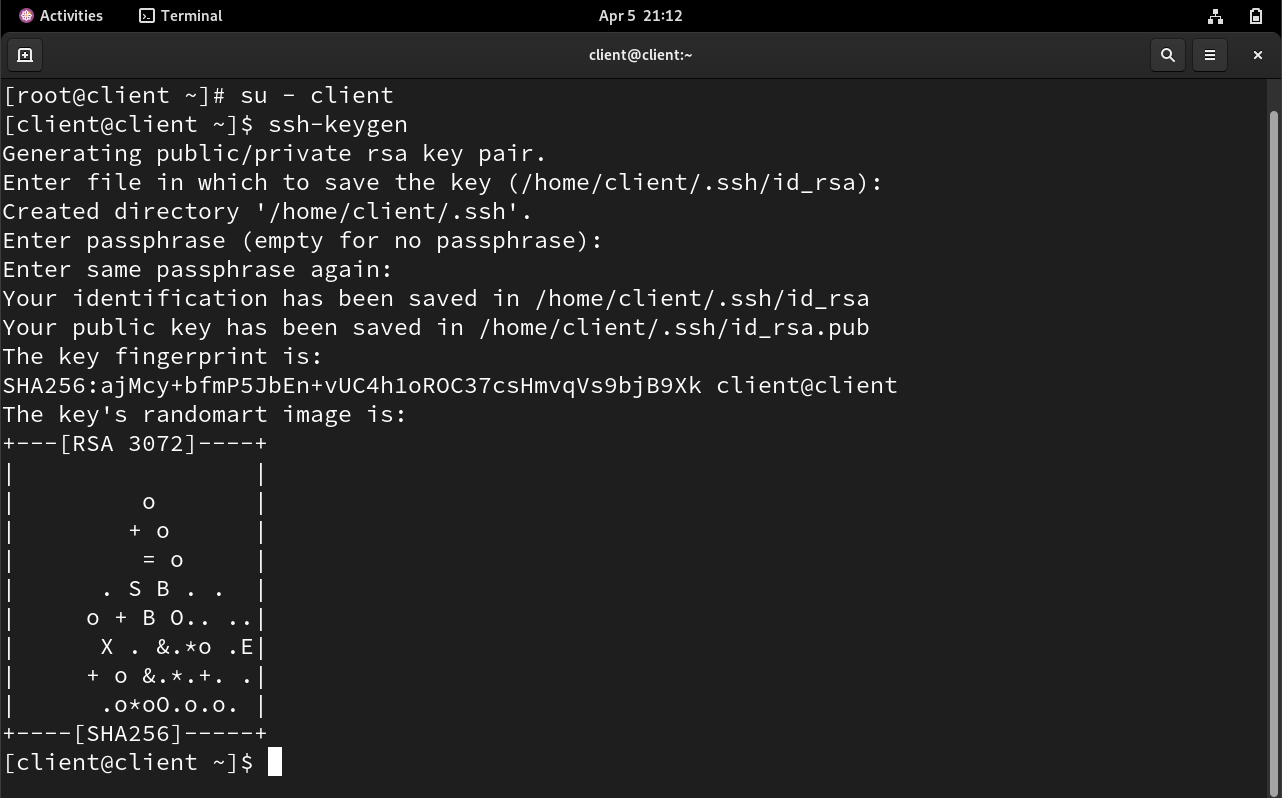 Activities Terminal Apr 5 21:12
client@client:~
[root@client ~]# su - client
[client@client ~]$ ssh-keygen
Generating public/private rsa key pair.
Enter file in which to save the key (/home/client/.ssh/id_rsa):
Created directory '/home/client/.ssh'.
Enter passphrase (empty for no passphrase):
Enter same passphrase again:
Your identification has been saved in /home/client/.ssh/id_rsa
Your public key has been saved in /home/client/.ssh/id_rsa.pub
The key fingerprint is:
SHA256:ajMcy+bfmP5JbEn+vUC4h1oROC37csHmvqVs9bjB9Xk client@client
The key's randomart image is:
+---[RSA 3072]----+
|                 |
|         o       |
|        + o      |
|         = o     |
|      . S B . .  |
|     o + B O.. ..|
|      X . &.*o .E|
|     + o &.*.+. .|
|      .o*oO.o.o. |
+----[SHA256]-----+
[client@client ~]$